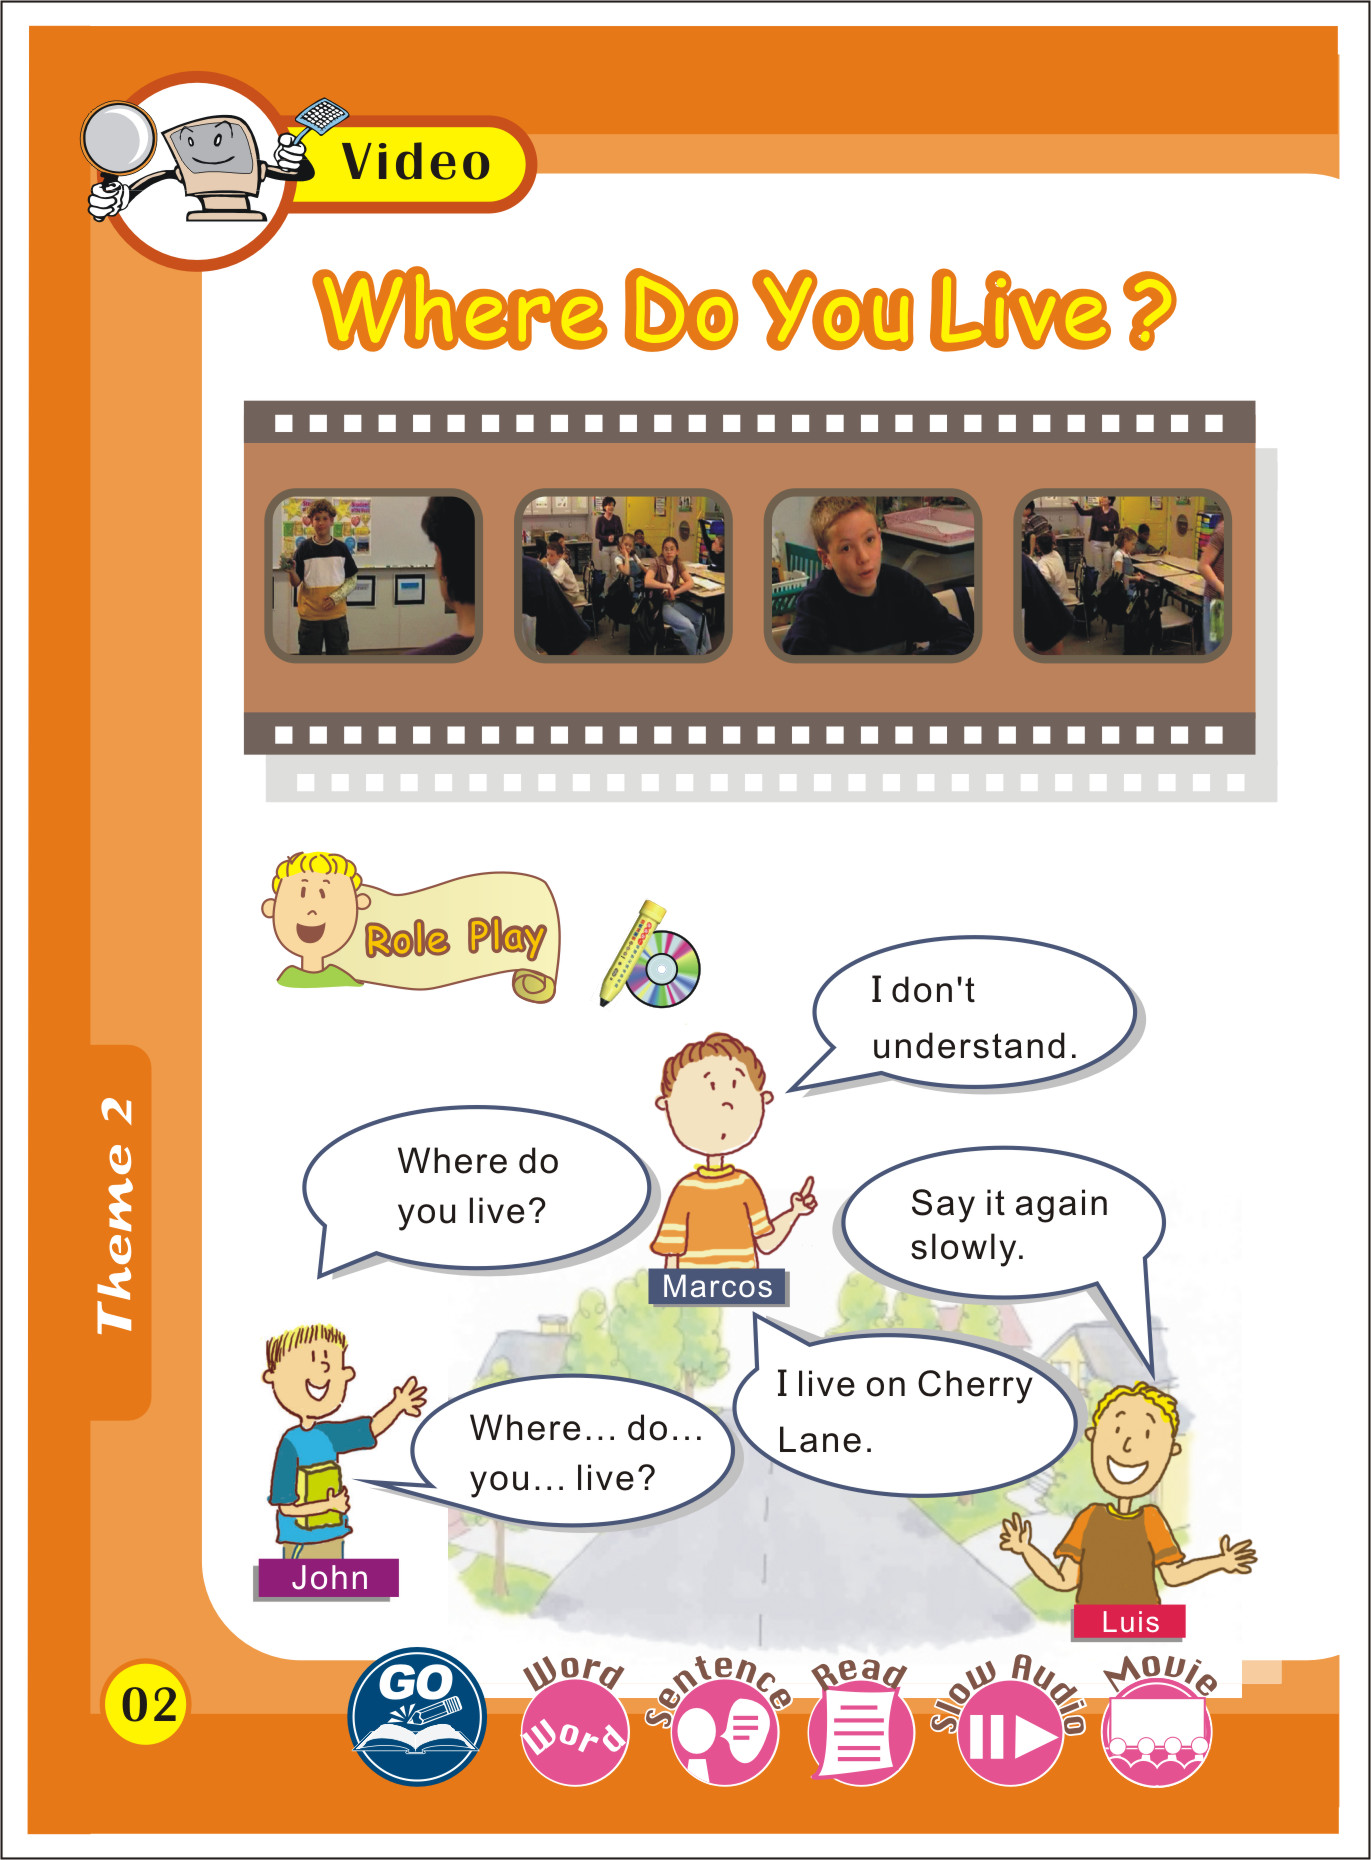 Video
Where Do You Live?
Role Play
I don't
understand.
Where do
you live?
Say it again
slowly.
Marcos
I live on Cherry
Lane.
Where... do...
you... live?
John
Luis
Theme 2
02
GO
Word
Word
Sentence
Read
Slow Audio
Movie